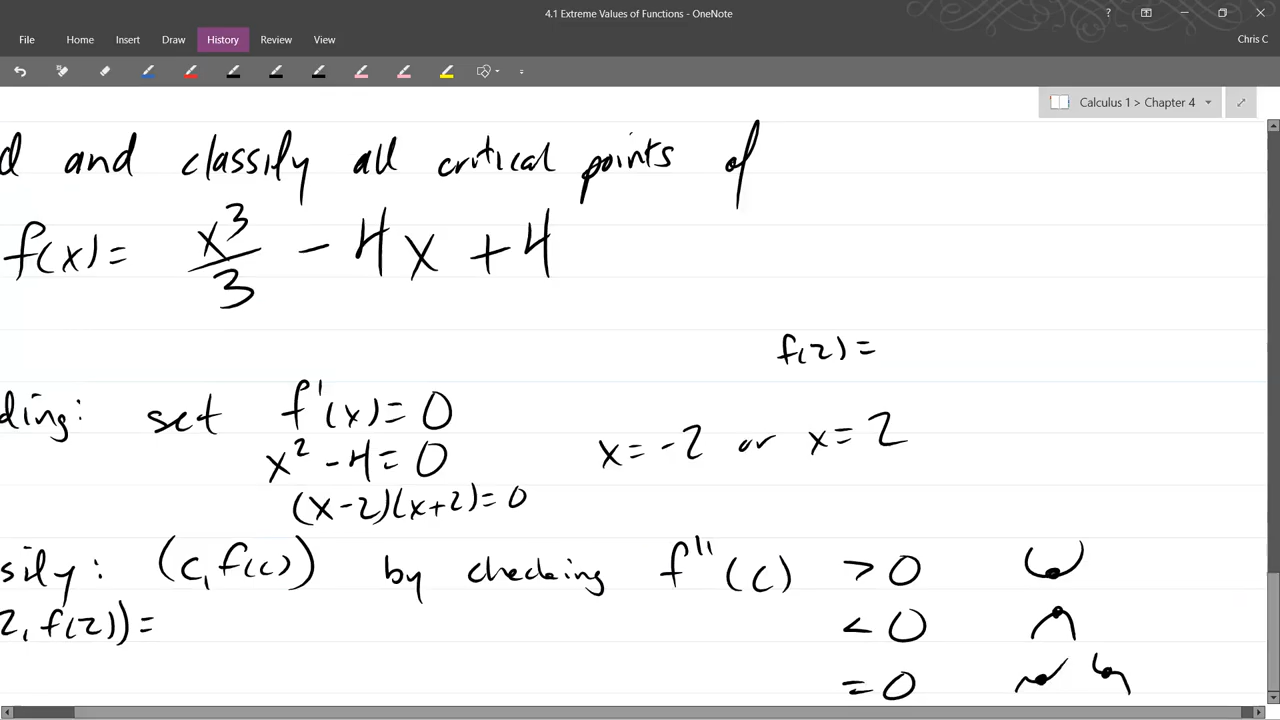 4.1 Extreme Values of Functions - OneNote
File Home Insert Draw History Review View
Chris C
Calculus 1 > Chapter 4
d and classify all critical points of
f(x) = x³/3 - 4x + 4
f(2) =
ding: set f'(x) = 0
x = -2 or x = 2
x² - 4 = 0
(x-2)(x+2) = 0
sify: (c, f(c)) by checking f''(c) > 0
2, f(2)) =
< 0
= 0